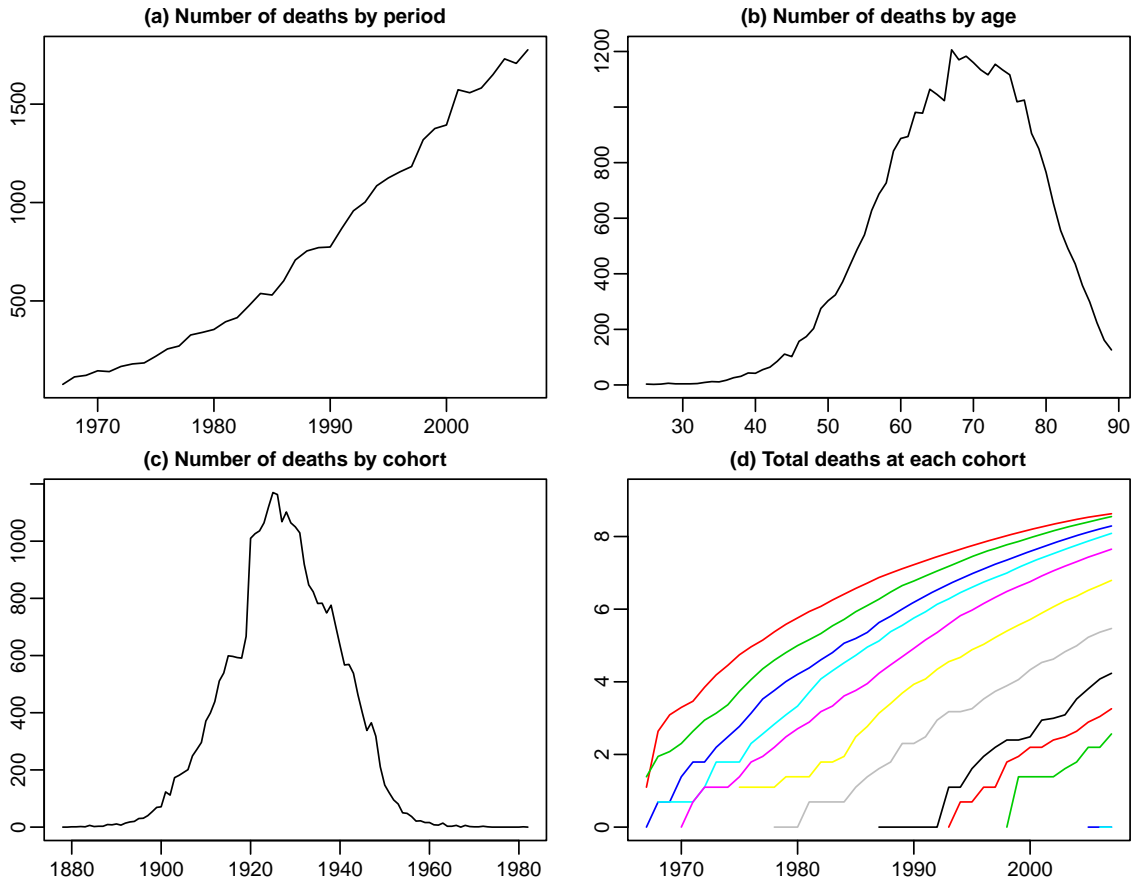 (a) Number of deaths by period
500 1000 1500
1970 1980 1990 2000
(b) Number of deaths by age
0 200 400 600 800 1200
30 40 50 60 70 80 90
(c) Number of deaths by cohort
0 200 400 600 800 1000
1880 1900 1920 1940 1960 1980
(d) Total deaths at each cohort
0 2 4 6 8
1970 1980 1990 2000